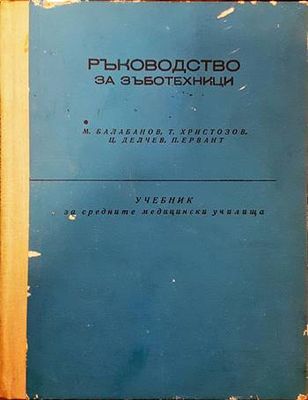 РЪКОВОДСТВО
ЗА ЗЪБОТЕХНИЦИ
М. БАЛАБАНОВ, Т. ХРИСТОЗОВ,
Ц. ДЕЛЧЕВ, П. ЕРВАНТ
УЧЕБНИК
за средните медицински училища